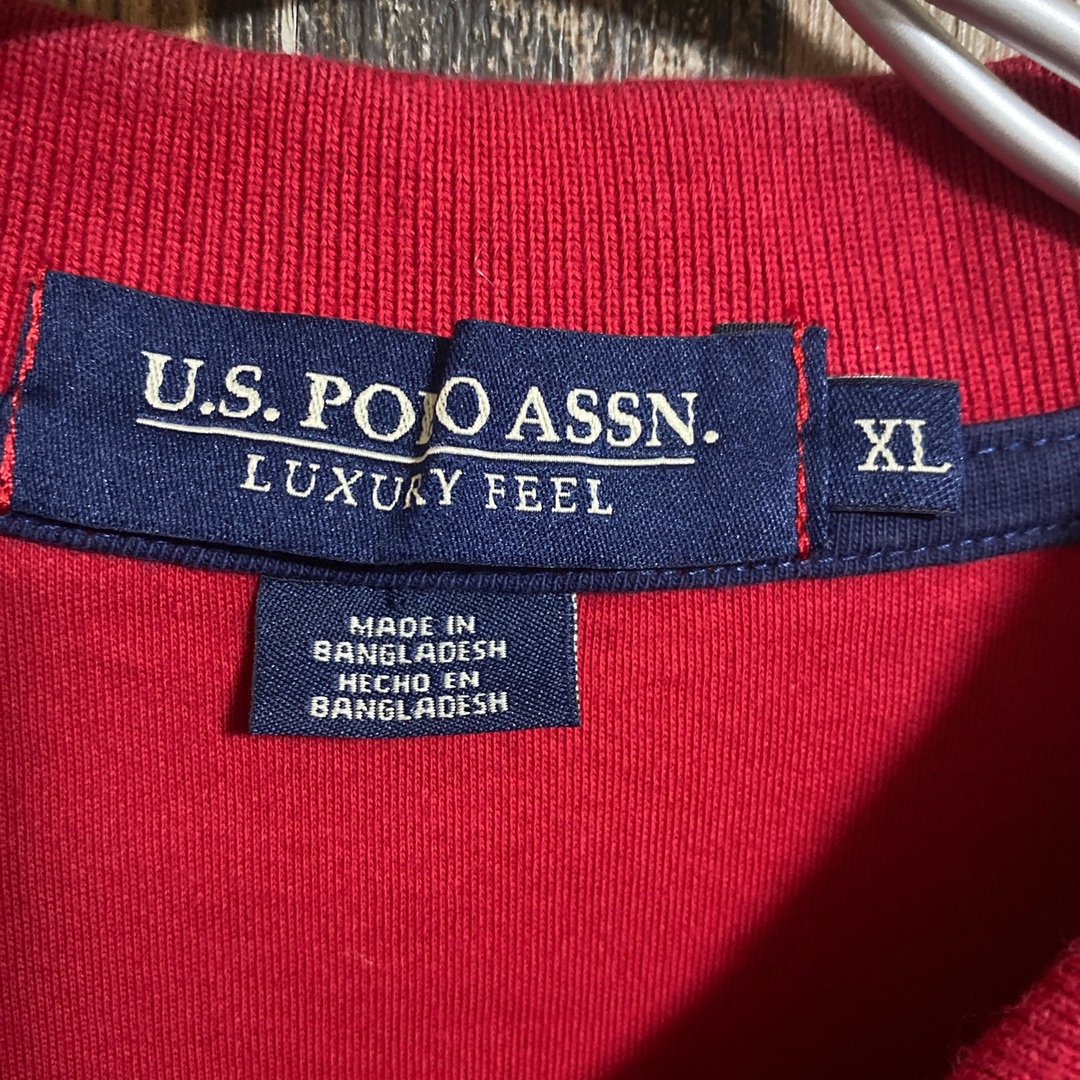 U.S. POLO ASSN.
LUXURY FEEL
XL
MADE IN
BANGLADESH
HECHO EN
BANGLADESH